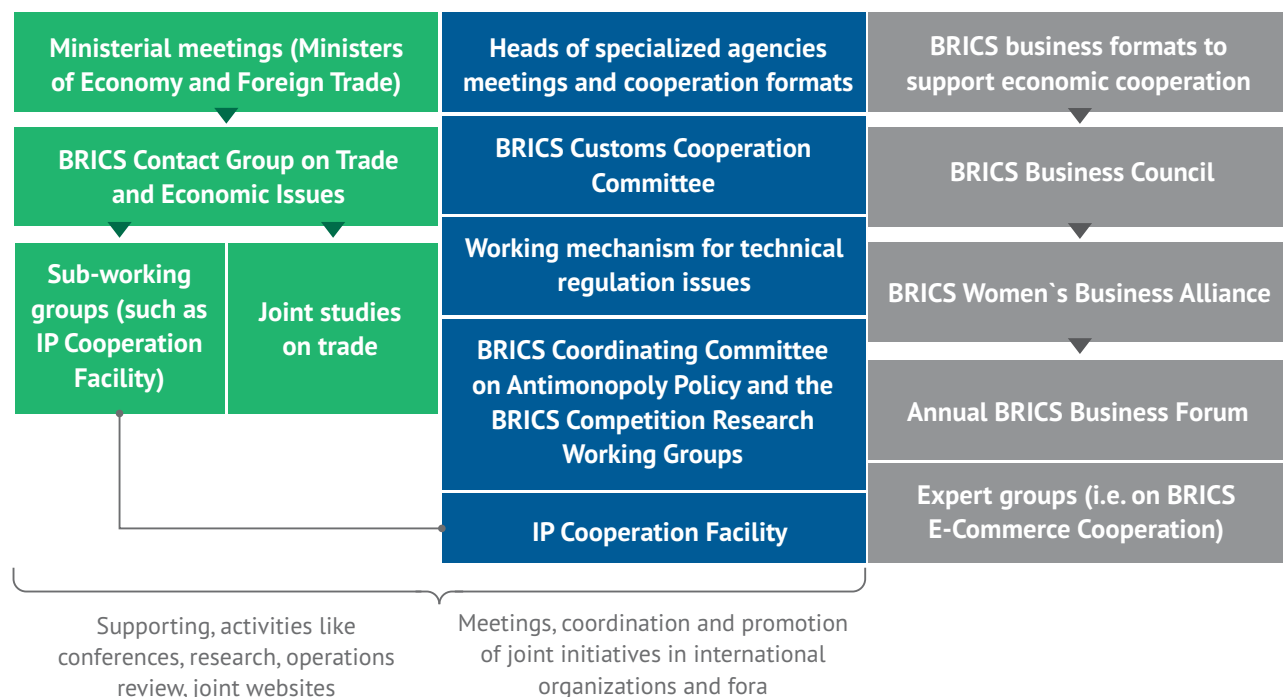 Ministerial meetings (Ministers
of Economy and Foreign Trade)
BRICS Contact Group on Trade
and Economic Issues
Sub-working
groups (such as
IP Cooperation
Facility)
Joint studies
on trade
Heads of specialized agencies
meetings and cooperation formats
BRICS Customs Cooperation
Committee
Working mechanism for technical
regulation issues
BRICS Coordinating Committee
on Antimonopoly Policy and the
BRICS Competition Research
Working Groups
IP Cooperation Facility
BRICS business formats to
support economic cooperation
BRICS Business Council
BRICS Women`s Business Alliance
Annual BRICS Business Forum
Expert groups (i.e. on BRICS
E-Commerce Cooperation)
Supporting, activities like
conferences, research, operations
review, joint websites
Meetings, coordination and promotion
of joint initiatives in international
organizations and fora